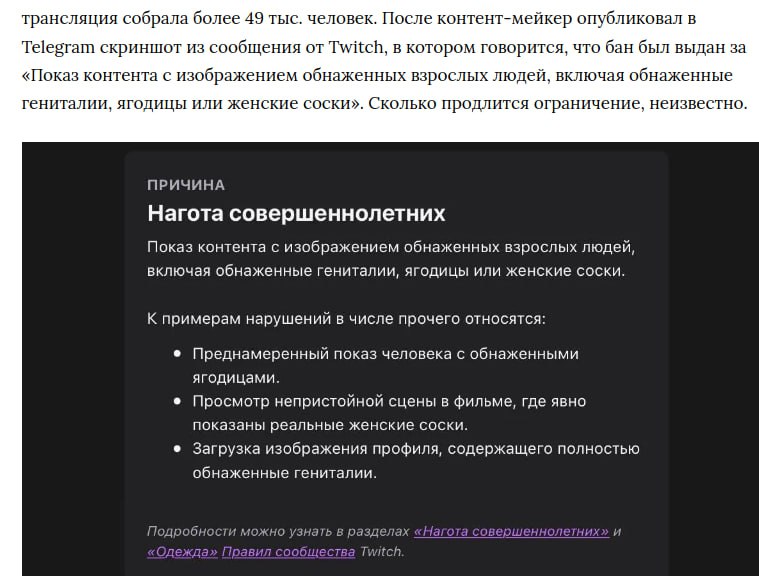 трансляция собрала более 49 тыс. человек. После контент-мейкер опубликовал в
Telegram скриншот из сообщения от Twitch, в котором говорится, что бан был выдан за
«Показ контента с изображением обнаженных взрослых людей, включая обнаженные
гениталии, ягодицы или женские соски». Сколько продлится ограничение, неизвестно.
ПРИЧИНА
Нагота совершеннолетних
Показ контента с изображением обнаженных взрослых людей,
включая обнаженные гениталии, ягодицы или женские соски.
К примерам нарушений в числе прочего относятся:
• Преднамеренный показ человека с обнаженными
ягодицами.
• Просмотр непристойной сцены в фильме, где явно
показаны реальные женские соски.
• Загрузка изображения профиля, содержащего полностью
обнаженные гениталии.
Подробности можно узнать в разделах «Нагота совершеннолетних» и
«Одежда» Правил сообщества Twitch.